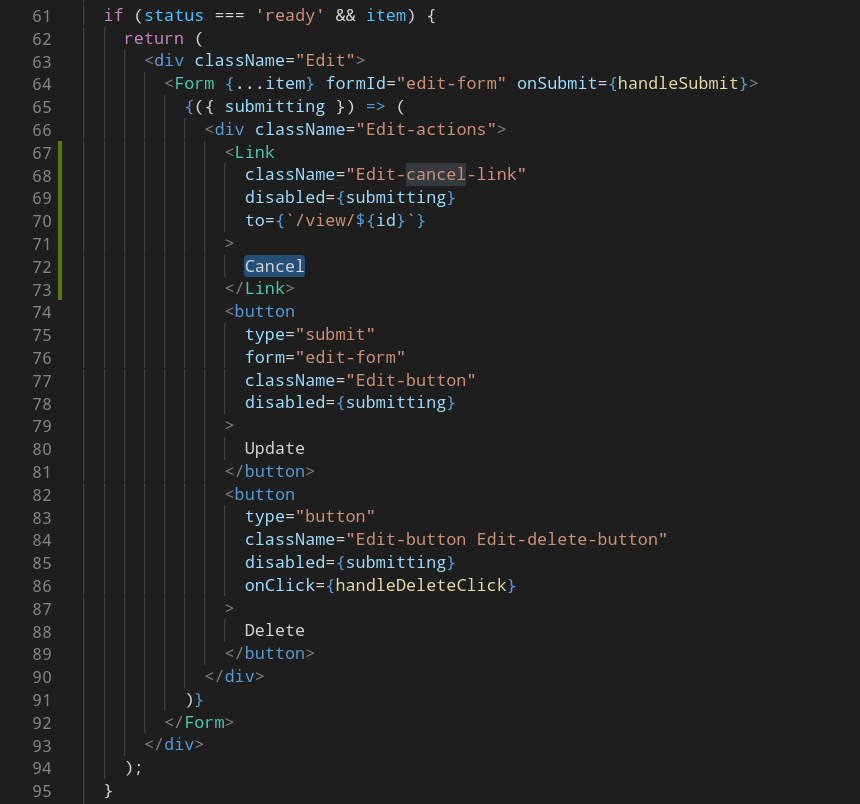 61 if (status === 'ready' && item) {
62 return (
63 <div className="Edit">
64 <Form {...item} formId="edit-form" onSubmit={handleSubmit}>
65 {({ submitting }) => (
66 <div className="Edit-actions">
67 <Link
68 className="Edit-cancel-link"
69 disabled={submitting}
70 to={`/view/${id}`}
71 >
72 Cancel
73 </Link>
74 <button
75 type="submit"
76 form="edit-form"
77 className="Edit-button"
78 disabled={submitting}
79 >
80 Update
81 </button>
82 <button
83 type="button"
84 className="Edit-button Edit-delete-button"
85 disabled={submitting}
86 onClick={handleDeleteClick}
87 >
88 Delete
89 </button>
90 </div>
91 )}
92 </Form>
93 </div>
94 );
95 }